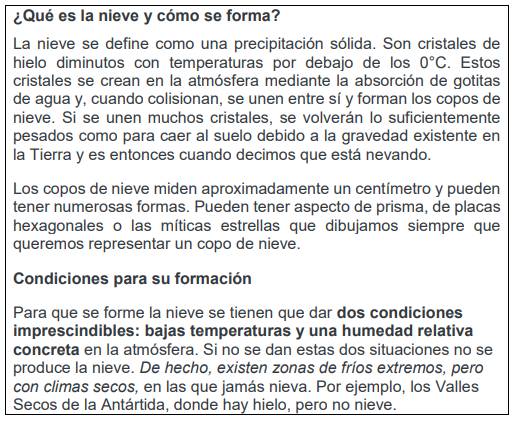 ¿Qué es la nieve y cómo se forma?
La nieve se define como una precipitación sólida. Son cristales de
hielo diminutos con temperaturas por debajo de los 0°C. Estos
cristales se crean en la atmósfera mediante la absorción de gotitas
de agua y, cuando colisionan, se unen entre sí y forman los copos de
nieve. Si se unen muchos cristales, se volverán lo suficientemente
pesados como para caer al suelo debido a la gravedad existente en
la Tierra y es entonces cuando decimos que está nevando.
Los copos de nieve miden aproximadamente un centímetro y pueden
tener numerosas formas. Pueden tener aspecto de prisma, de placas
hexagonales o las míticas estrellas que dibujamos siempre que
queremos representar un copo de nieve.
Condiciones para su formación
Para que se forme la nieve se tienen que dar dos condiciones
imprescindibles: bajas temperaturas y una humedad relativa
concreta en la atmósfera. Si no se dan estas dos situaciones no se
produce la nieve. De hecho, existen zonas de fríos extremos, pero
con climas secos, en las que jamás nieva. Por ejemplo, los Valles
Secos de la Antártida, donde hay hielo, pero no nieve.